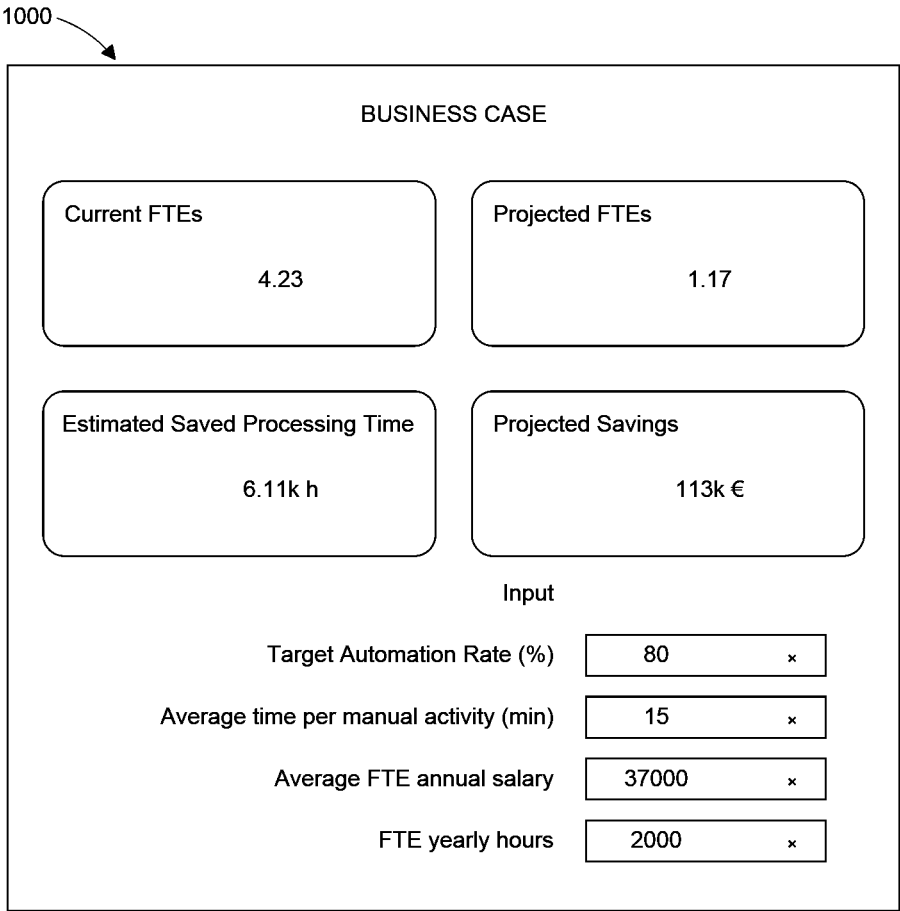 1000
BUSINESS CASE
Current FTEs
4.23
Projected FTEs
1.17
Estimated Saved Processing Time
6.11k h
Projected Savings
113k €
Input
Target Automation Rate (%) 80 ×
Average time per manual activity (min) 15 ×
Average FTE annual salary 37000 ×
FTE yearly hours 2000 ×